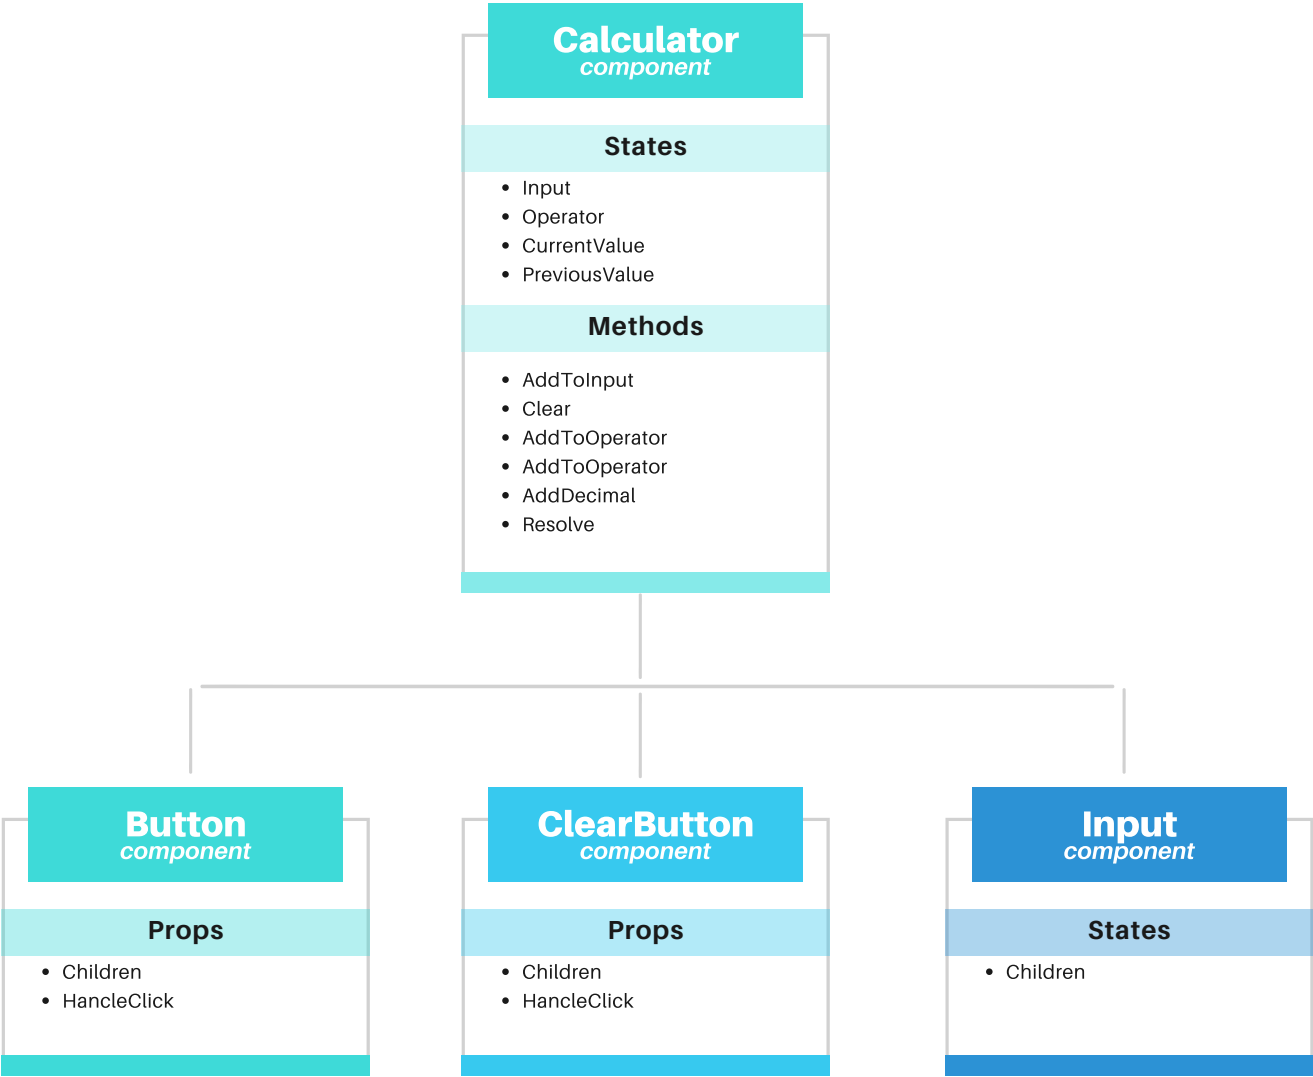 Calculator
component
States
• Input
• Operator
• CurrentValue
• PreviousValue
Methods
• AddToInput
• Clear
• AddToOperator
• AddToOperator
• AddDecimal
• Resolve
Button
component
Props
• Children
• HancleClick
ClearButton
component
Props
• Children
• HancleClick
Input
component
States
• Children